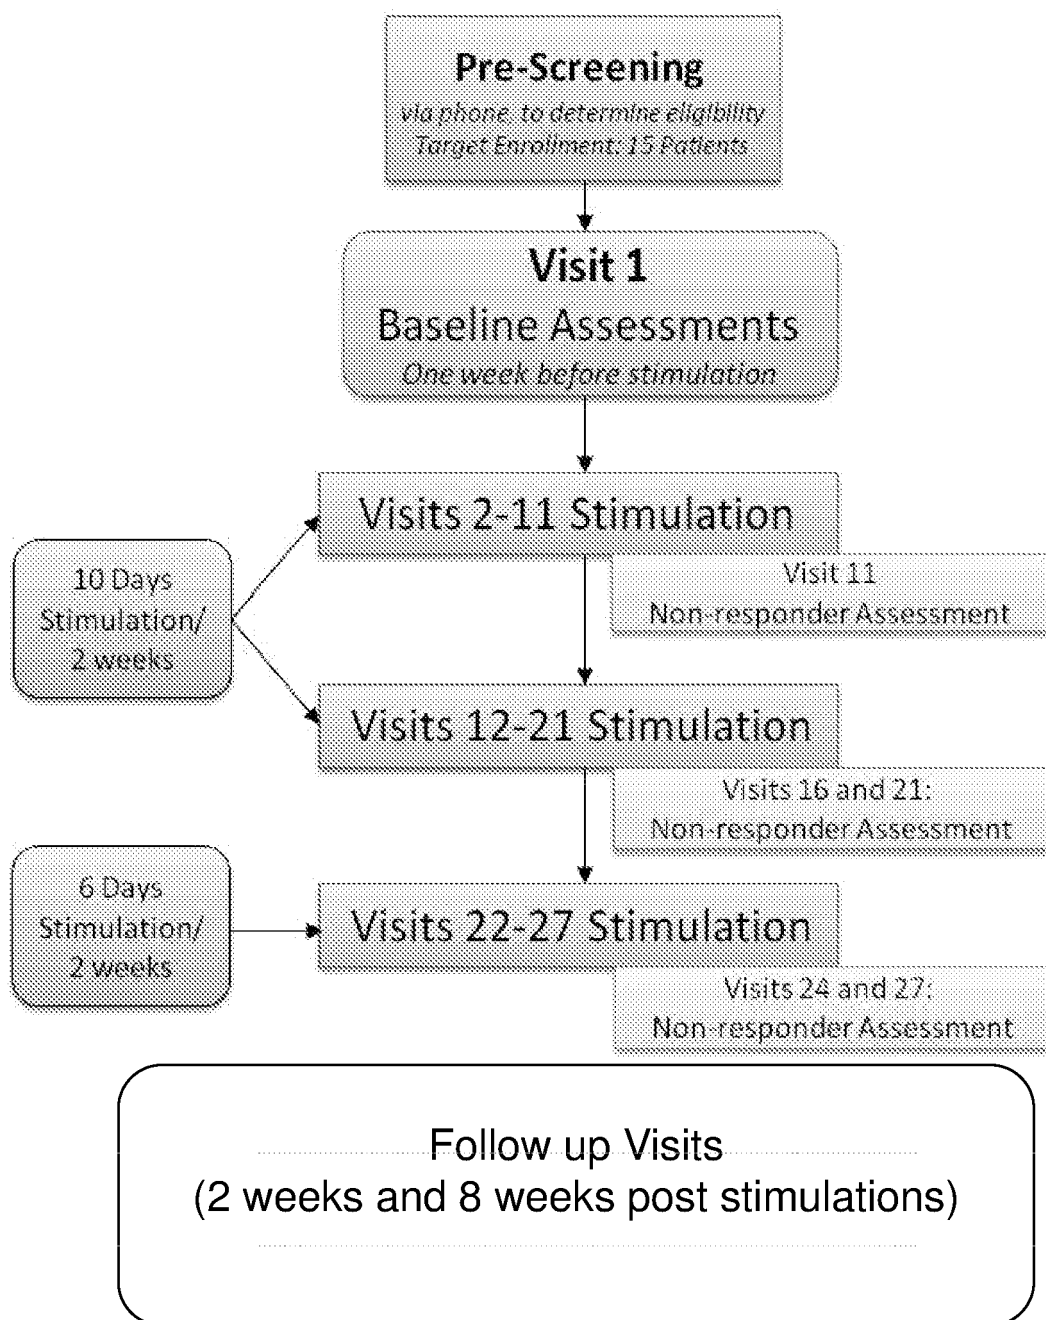 Pre-Screening
via phone, to determine eligibility
Target Enrollment: 15 Patients
Visit 1
Baseline Assessments
One week before stimulation
Visits 2-11 Stimulation
10 Days
Stimulation/
2 weeks
Visit 11
Non-responder Assessment
Visits 12-21 Stimulation
Visits 16 and 21:
Non-responder Assessment
6 Days
Stimulation/
2 weeks
Visits 22-27 Stimulation
Visits 24 and 27:
Non-responder Assessment
Follow up Visits
(2 weeks and 8 weeks post stimulations)